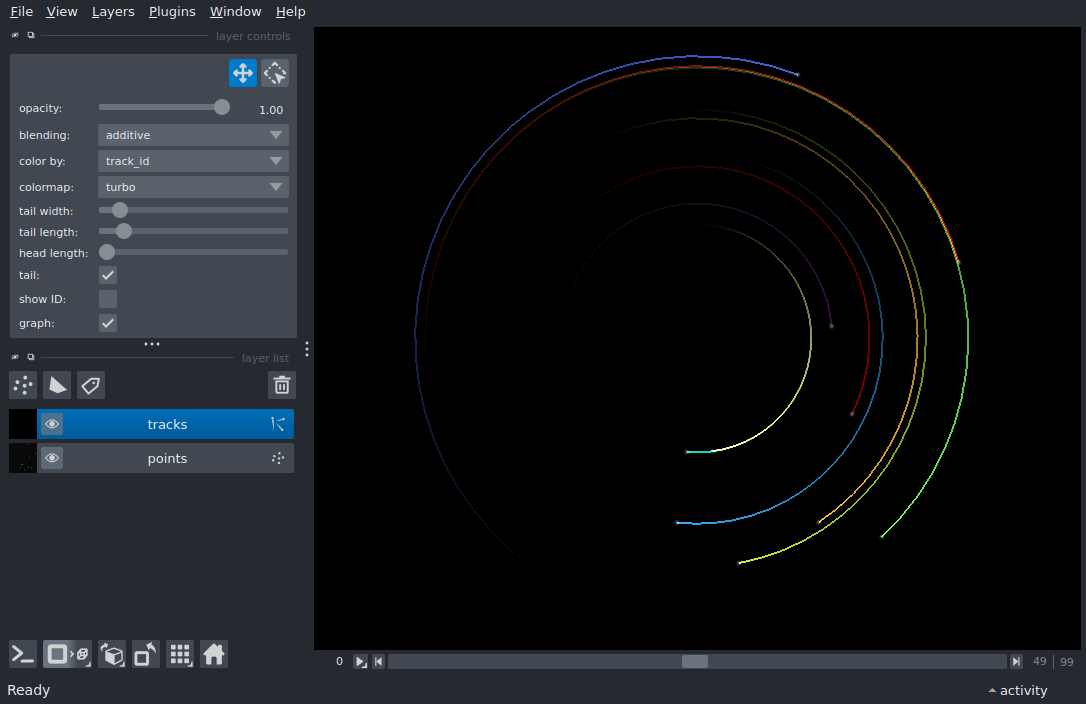 File View Layers Plugins Window Help
layer controls
opacity: 1.00
blending: additive
color by: track_id
colormap: turbo
tail width:
tail length:
head length:
tail:
show ID:
graph:
layer list
tracks
points
0 49 99
Ready activity